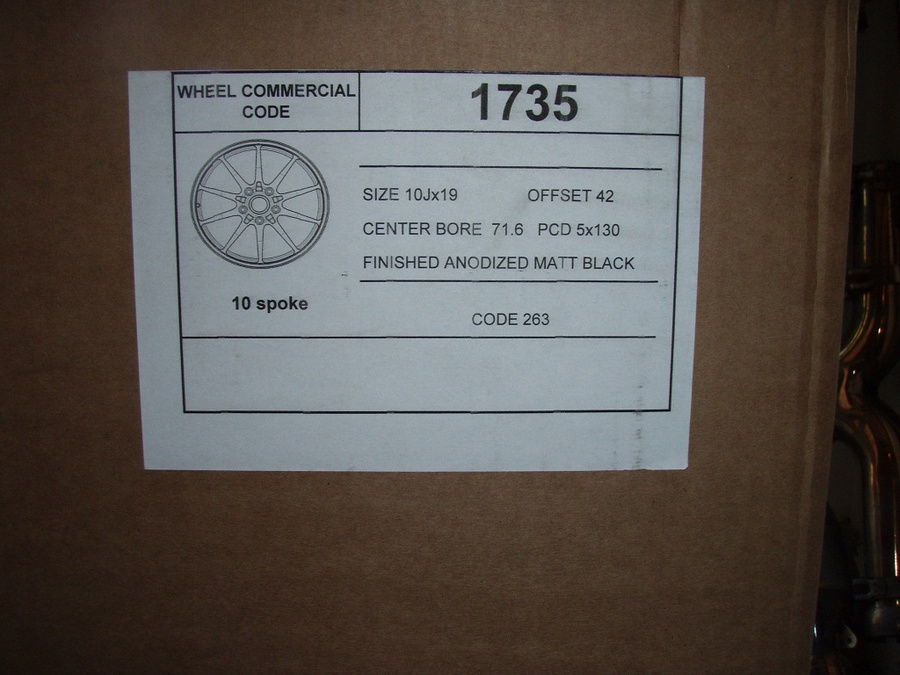 WHEEL COMMERCIAL
CODE
1735
SIZE 10Jx19 OFFSET 42
CENTER BORE 71.6 PCD 5x130
FINISHED ANODIZED MATT BLACK
10 spoke
CODE 263